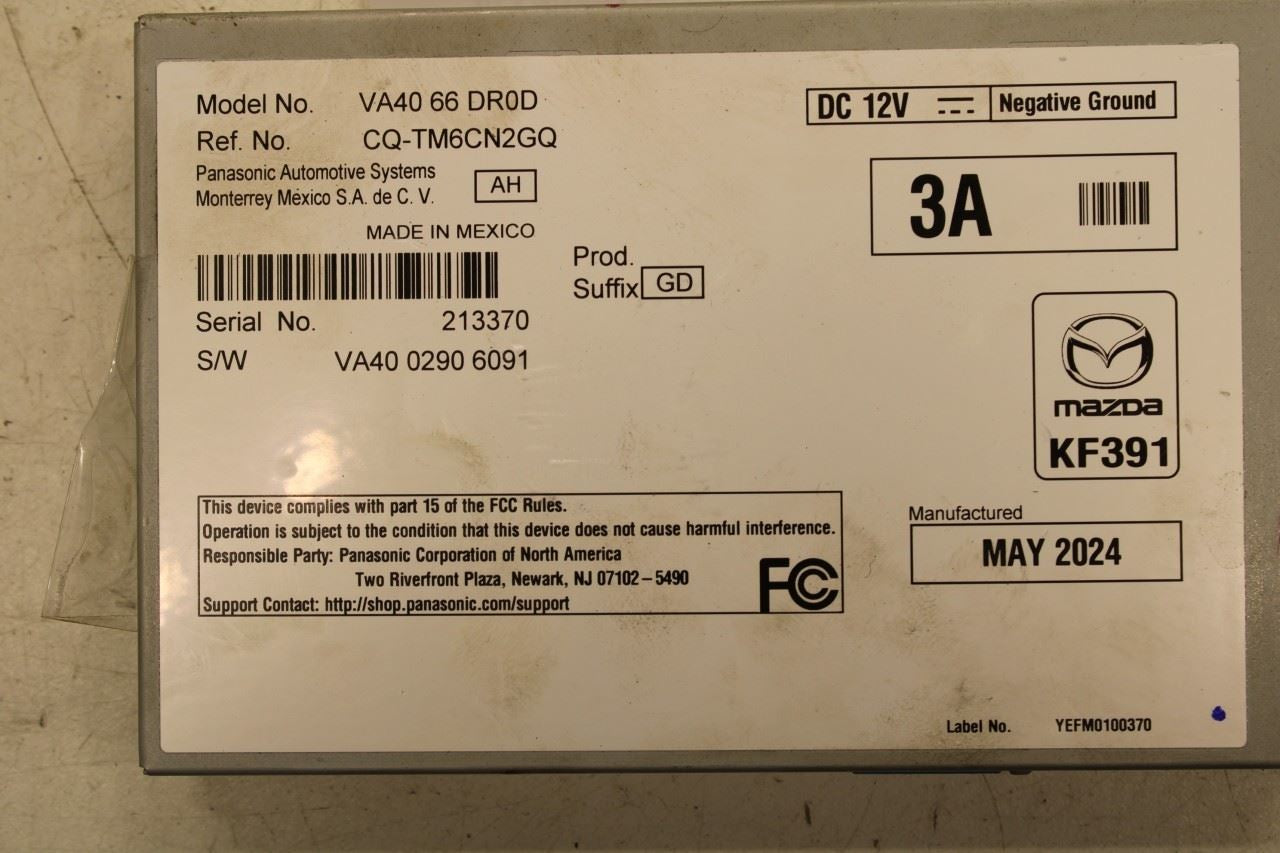 Model No. VA40 66 DR0D
Ref. No. CQ-TM6CN2GQ
Panasonic Automotive Systems
Monterrey México S.A. de C. V.
AH
MADE IN MEXICO
Prod.
Suffix GD
Serial No. 213370
S/W VA40 0290 6091
DC 12V Negative Ground
3A
mazda
KF391
This device complies with part 15 of the FCC Rules.
Operation is subject to the condition that this device does not cause harmful interference.
Responsible Party: Panasonic Corporation of North America
Two Riverfront Plaza, Newark, NJ 07102-5490
Support Contact: http://shop.panasonic.com/support
FC
Manufactured
MAY 2024
Label No. YEFM0100370